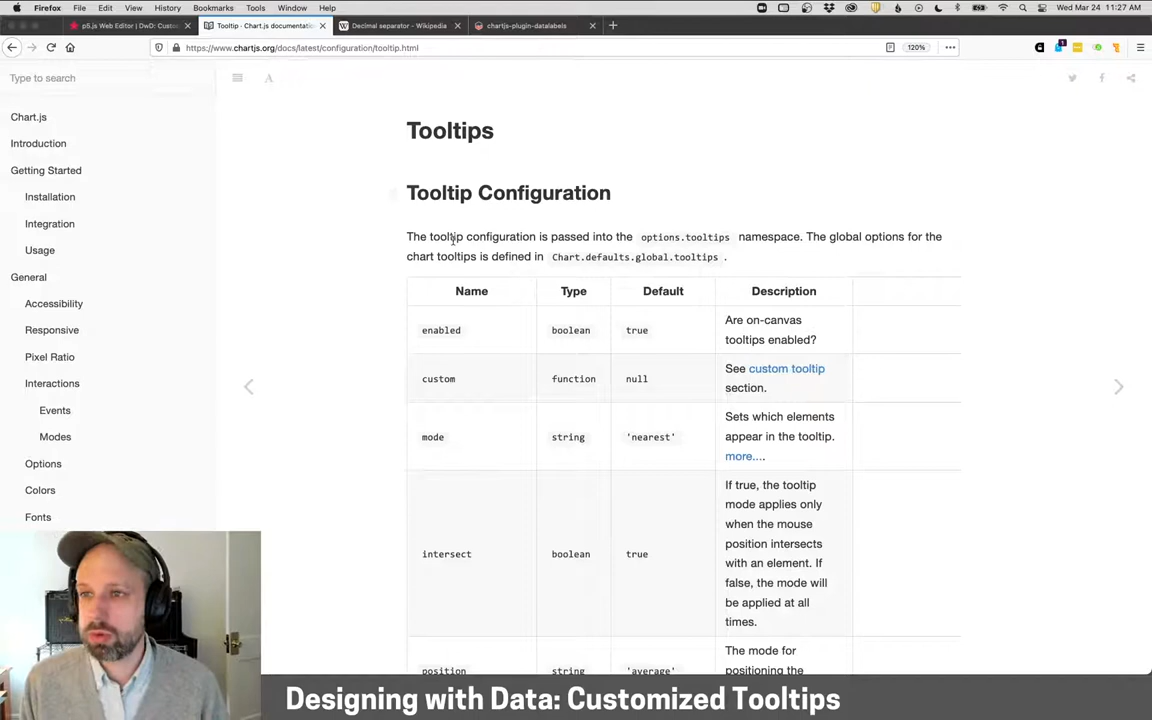 Firefox File Edit View History Bookmarks Tools Window Help
Wed Mar 24 11:27 AM
p5.js Web Editor | DwD: Custo
Tooltip · Chart.js documentatio
Decimal separator - Wikipedia
chartjs-plugin-datalabels
https://www.chartjs.org/docs/latest/configuration/tooltip.html
120%
Type to search
A
Chart.js
Introduction
Getting Started
Installation
Integration
Usage
General
Accessibility
Responsive
Pixel Ratio
Interactions
Events
Modes
Options
Colors
Fonts
Tooltips
Tooltip Configuration
The tooltip configuration is passed into the options.tooltips namespace. The global options for the
chart tooltips is defined in Chart.defaults.global.tooltips .
Name Type Default Description
enabled boolean true Are on-canvas
tooltips enabled?
custom function null See custom tooltip
section.
mode string 'nearest' Sets which elements
appear in the tooltip.
more....
intersect boolean true If true, the tooltip
mode applies only
when the mouse
position intersects
with an element. If
false, the mode will
be applied at all
times.
position string 'average' The mode for
positioning the
Designing with Data: Customized Tooltips